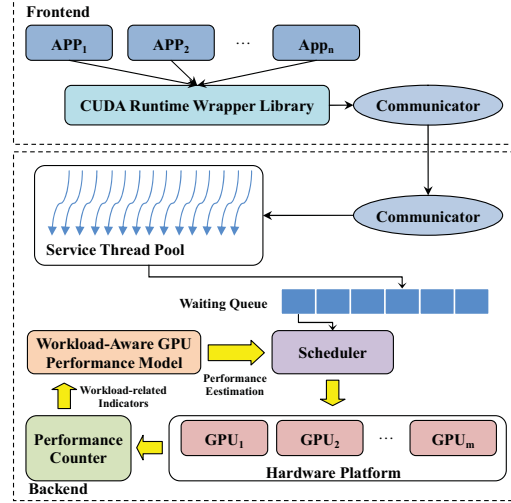 Frontend
APP1 APP2 ... Appn
CUDA Runtime Wrapper Library
Communicator
Communicator
Service Thread Pool
Waiting Queue
Workload-Aware GPU
Performance Model
Performance
Eestimation
Scheduler
Workload-related
Indicators
Performance
Counter
GPU1 GPU2 ... GPUm
Hardware Platform
Backend